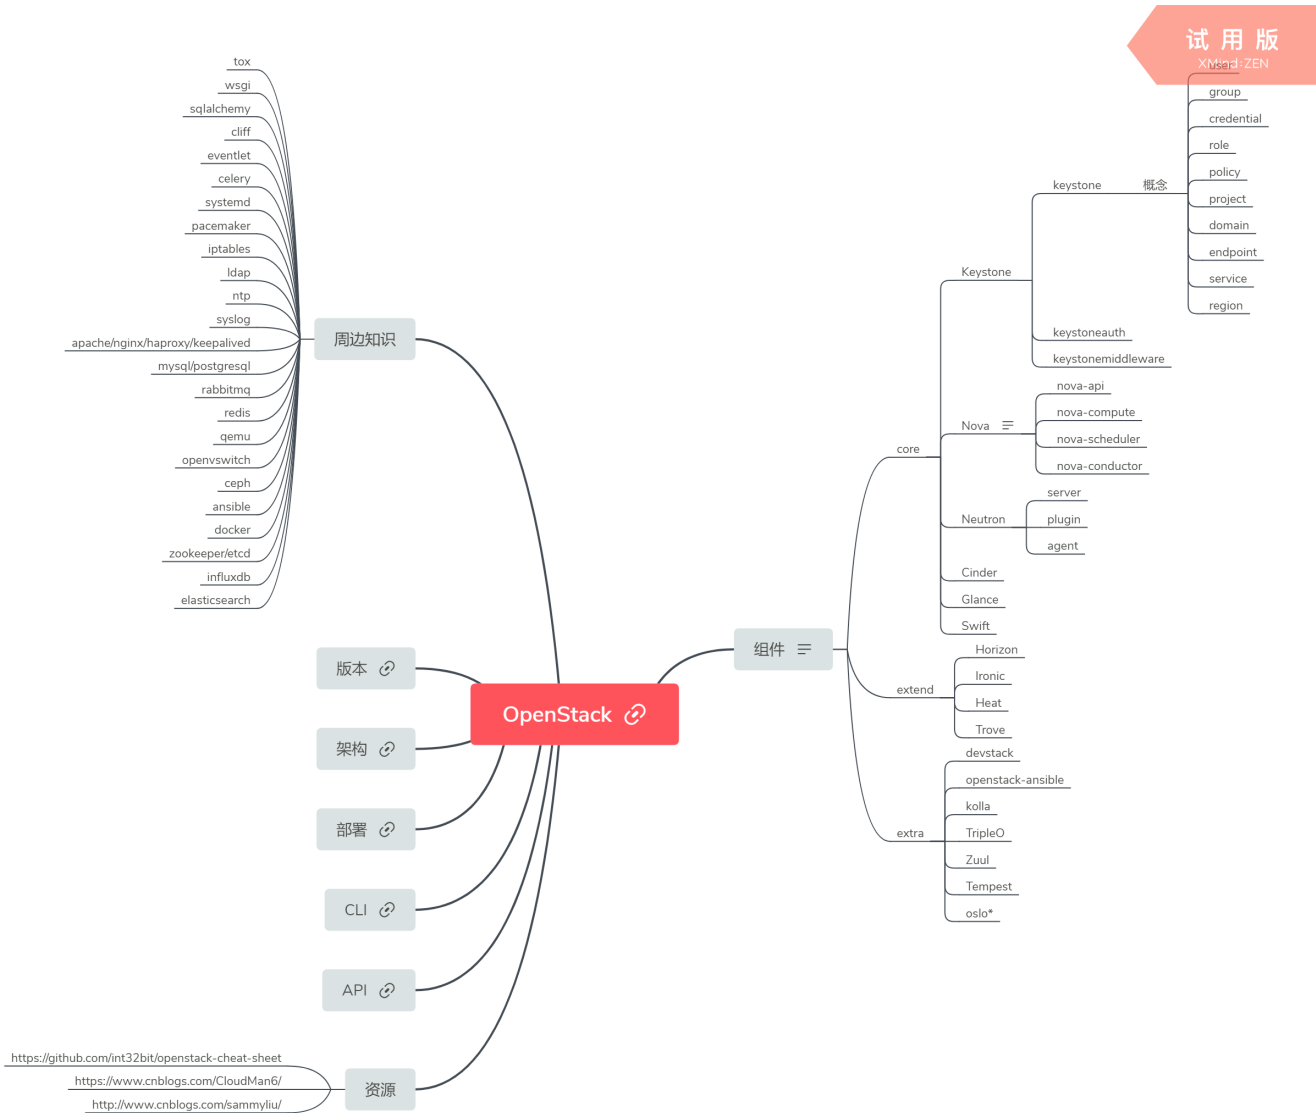 试用版
XMind:ZEN
OpenStack
组件
core
Keystone
keystone
概念
user
group
credential
role
policy
project
domain
endpoint
service
region
keystoneauth
keystonemiddleware
Nova
nova-api
nova-compute
nova-scheduler
nova-conductor
Neutron
server
plugin
agent
Cinder
Glance
Swift
extend
Horizon
Ironic
Heat
Trove
extra
devstack
openstack-ansible
kolla
TripleO
Zuul
Tempest
oslo*
周边知识
tox
wsgi
sqlalchemy
cliff
eventlet
celery
systemd
pacemaker
iptables
ldap
ntp
syslog
apache/nginx/haproxy/keepalived
mysql/postgresql
rabbitmq
redis
qemu
openvswitch
ceph
ansible
docker
zookeeper/etcd
influxdb
elasticsearch
版本
架构
部署
CLI
API
资源
https://github.com/int32bit/openstack-cheat-sheet
https://www.cnblogs.com/CloudMan6/
http://www.cnblogs.com/sammyliu/